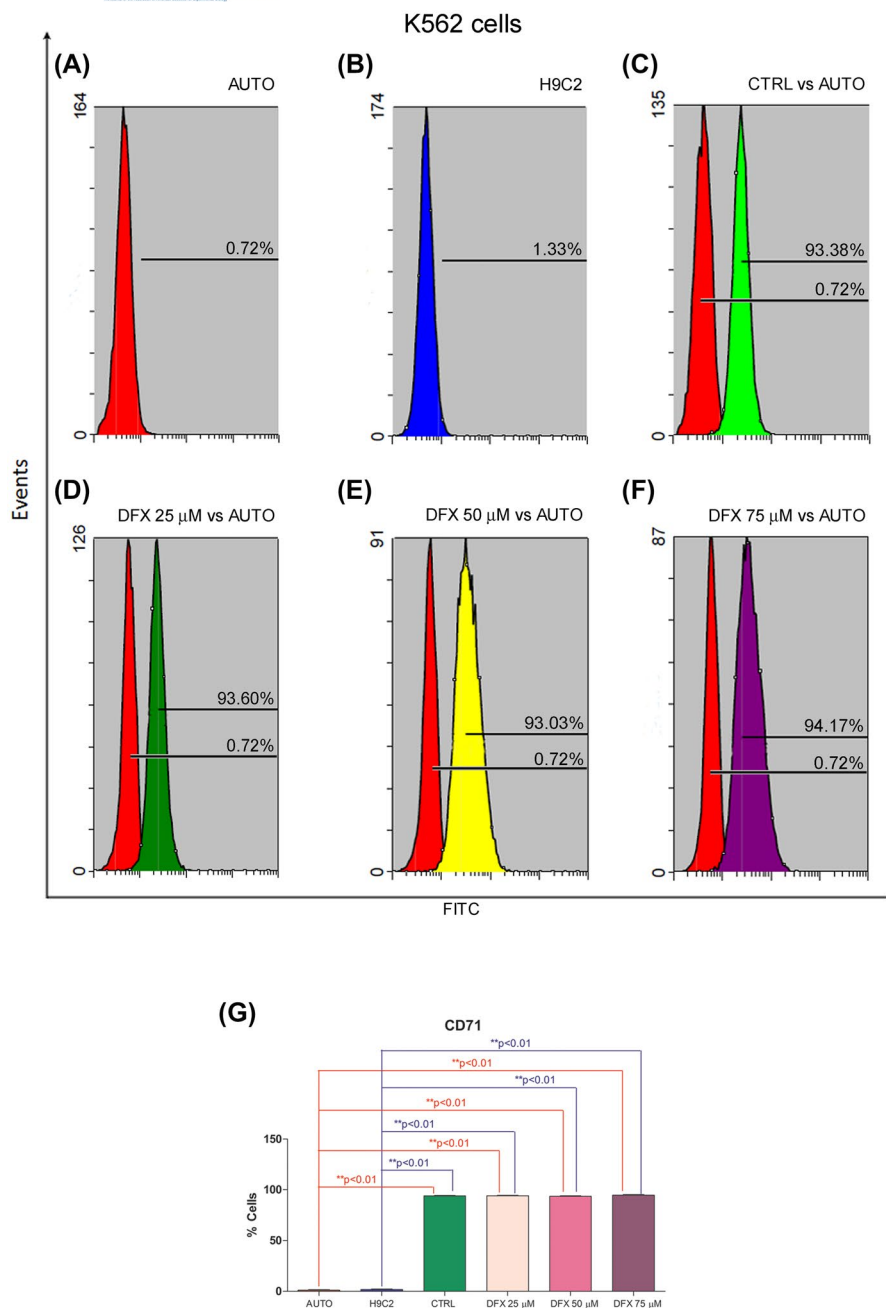 K562 cells
(A)
AUTO
164
0.72%
0
(B)
H9C2
174
1.33%
0
(C)
CTRL vs AUTO
135
93.38%
0.72%
0
Events
(D)
DFX 25 μM vs AUTO
126
93.60%
0.72%
0
(E)
DFX 50 μM vs AUTO
91
93.03%
0.72%
0
(F)
DFX 75 μM vs AUTO
87
94.17%
0.72%
0
FITC
(G)
CD71
**p<0.01
**p<0.01
**p<0.01
**p<0.01
**p<0.01
**p<0.01
**p<0.01
**p<0.01
150
100
50
0
% Cells
AUTO H9C2 CTRL DFX 25 μM DFX 50 μM DFX 75 μM